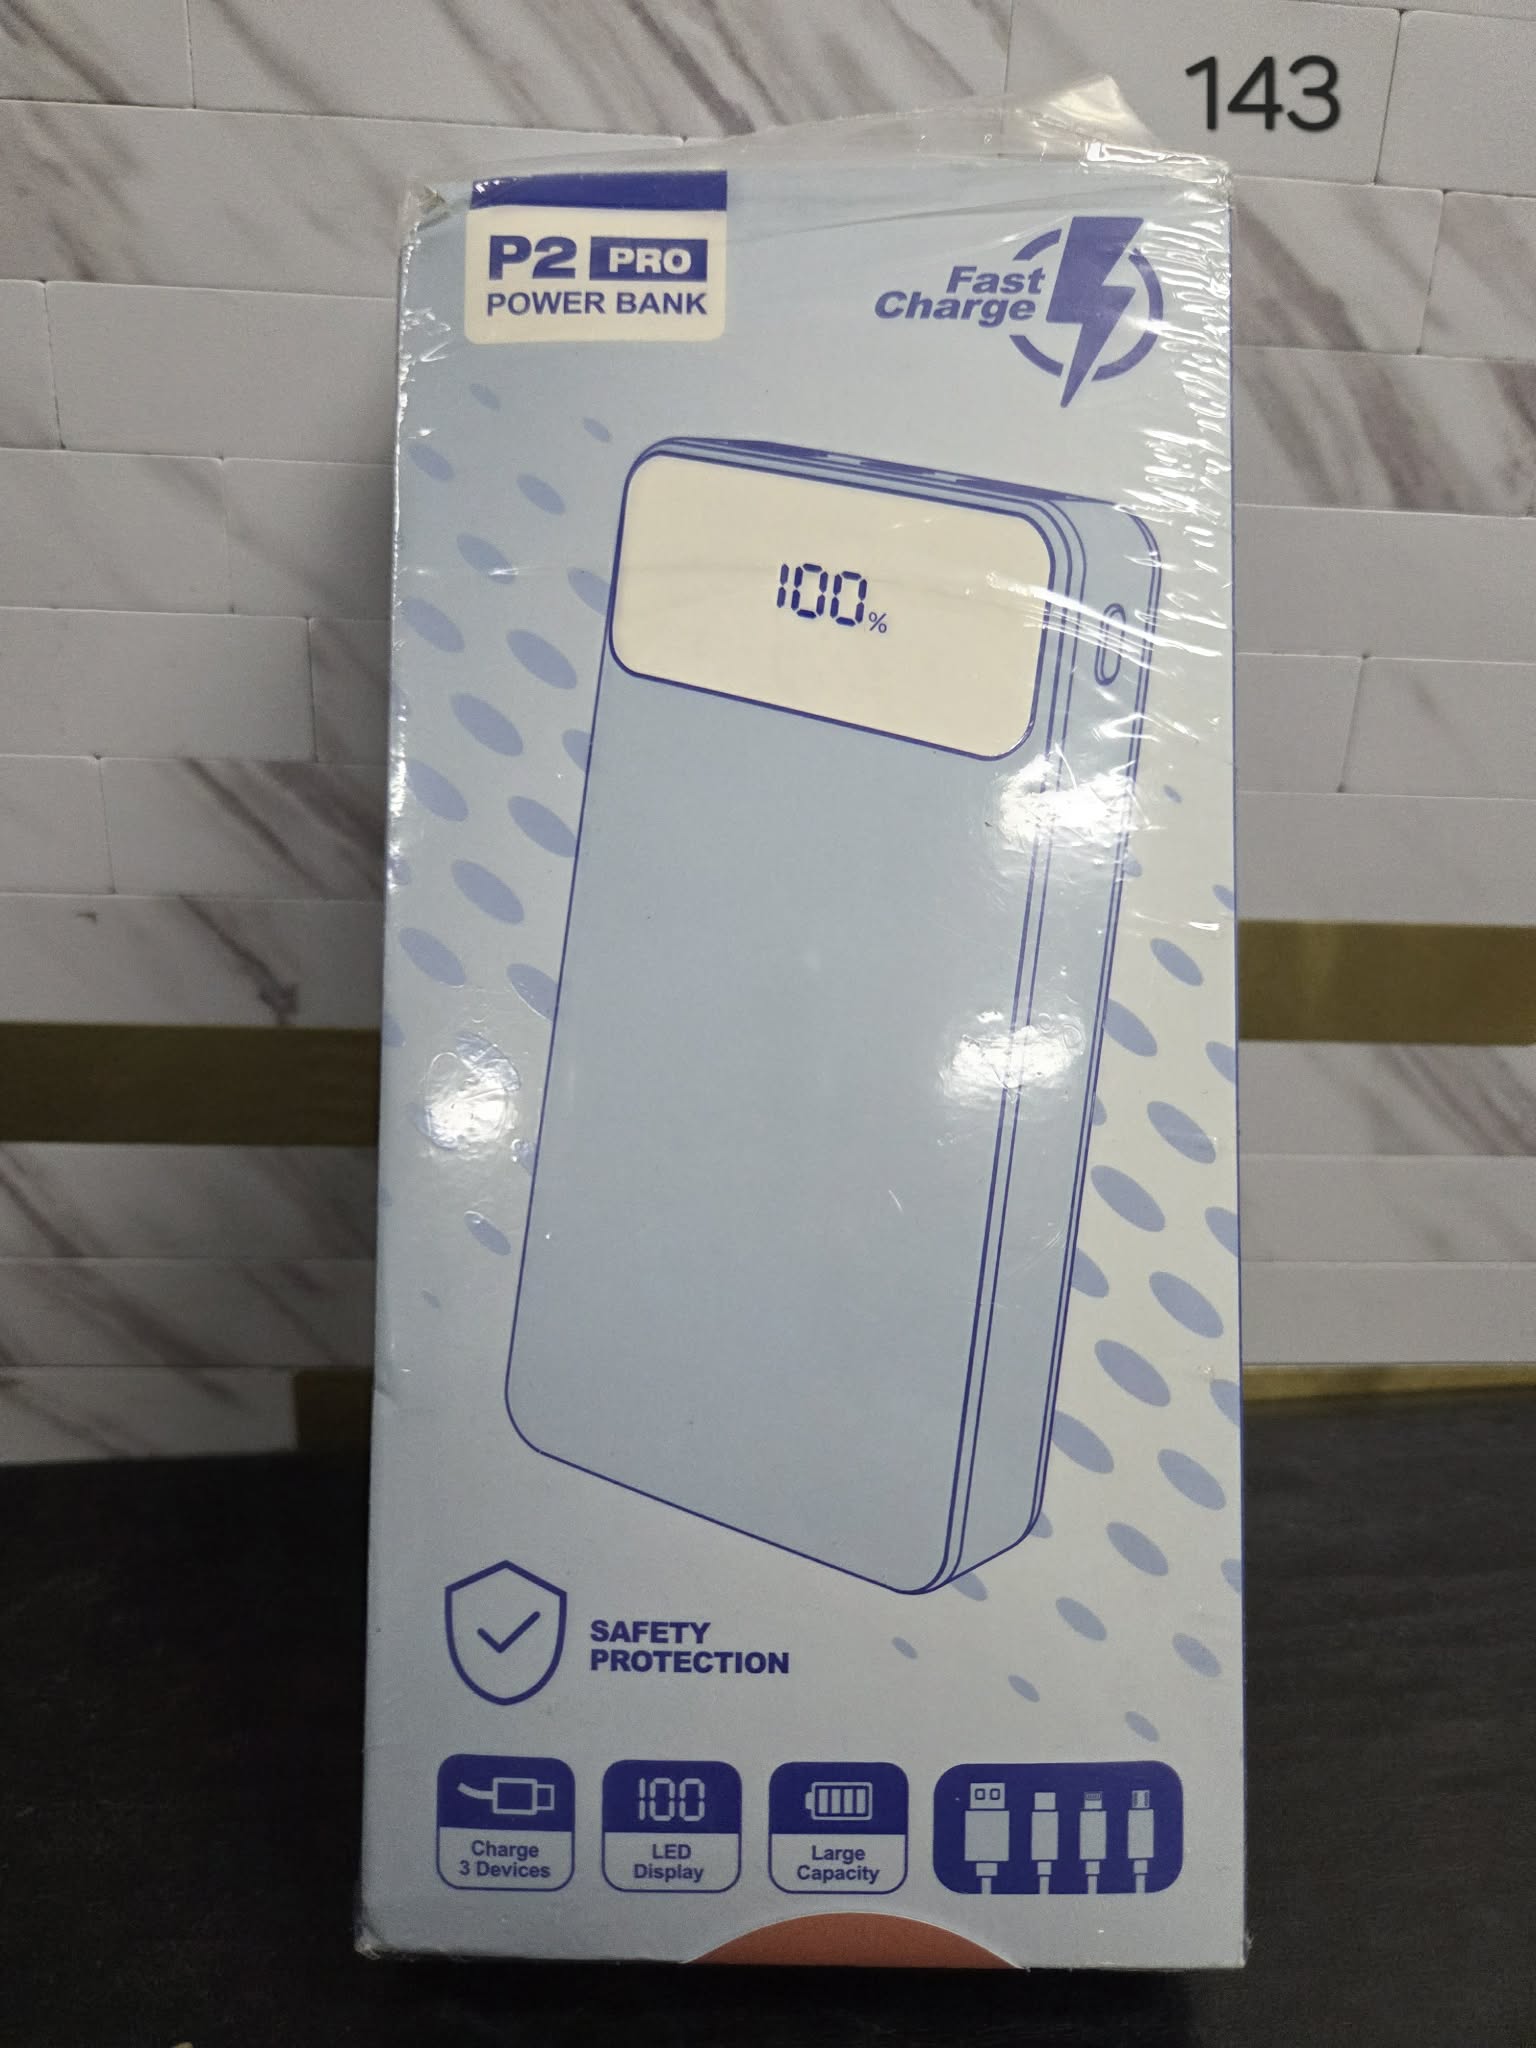 143
P2 PRO
POWER BANK
Fast
Charge
100%
SAFETY
PROTECTION
Charge
3 Devices
100
LED
Display
Large
Capacity